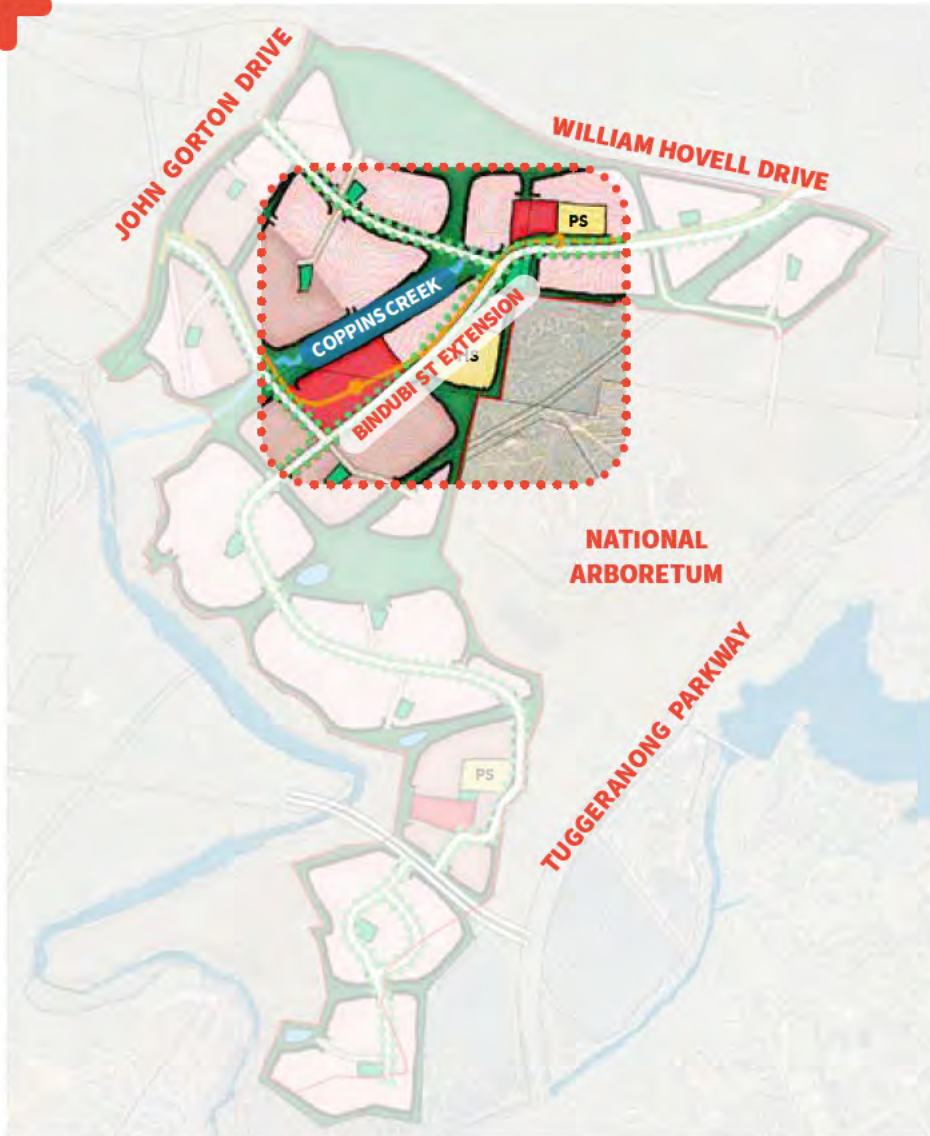 JOHN GORTON DRIVE
WILLIAM HOVELL DRIVE
PS
COPPINS CREEK
BINDUBI ST EXTENSION
NATIONAL
ARBORETUM
TUGGERANONG PARKWAY
PS